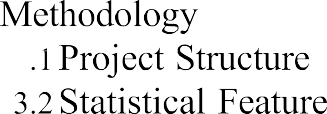 Methodology
.1 Project Structure
3.2 Statistical Feature